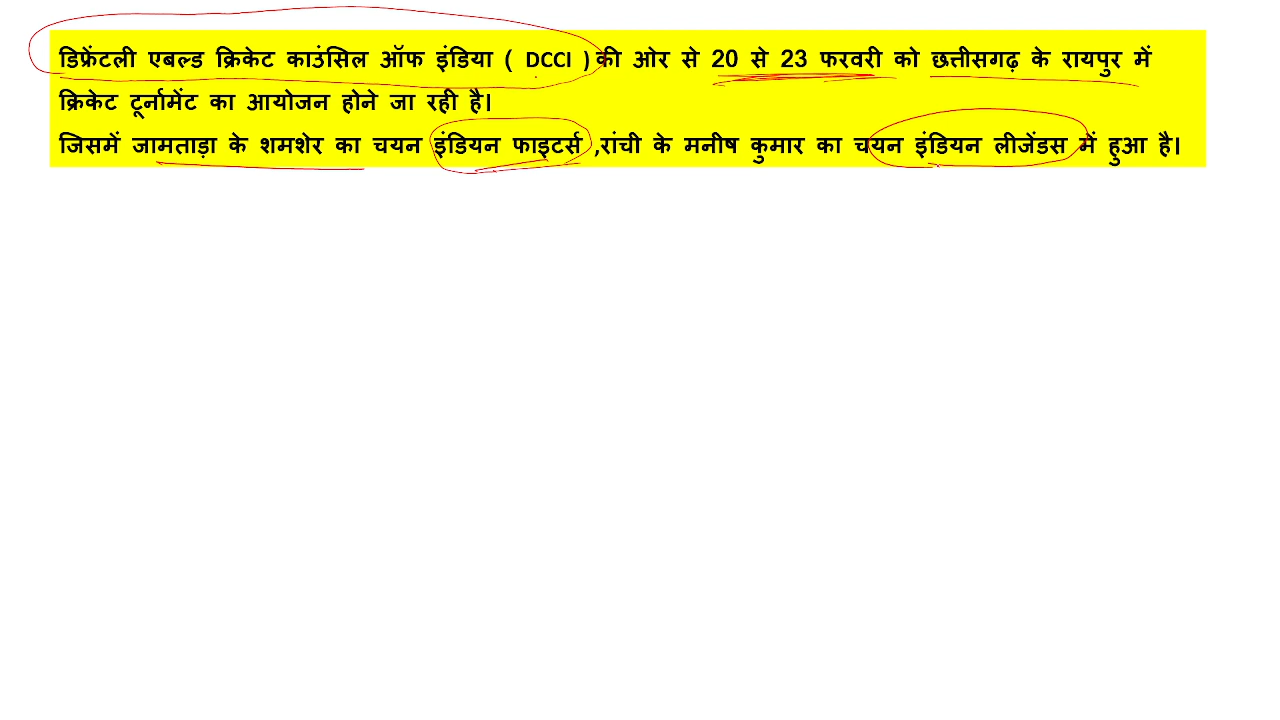 डिफ्रेंटली एबल्ड क्रिकेट काउंसिल ऑफ इंडिया ( DCCI ) की ओर से 20 से 23 फरवरी को छत्तीसगढ़ के रायपुर में
क्रिकेट टूर्नामेंट का आयोजन होने जा रही है।
जिसमें जामताड़ा के शमशेर का चयन इंडियन फाइटर्स ,रांची के मनीष कुमार का चयन इंडियन लीजेंडस में हुआ है।